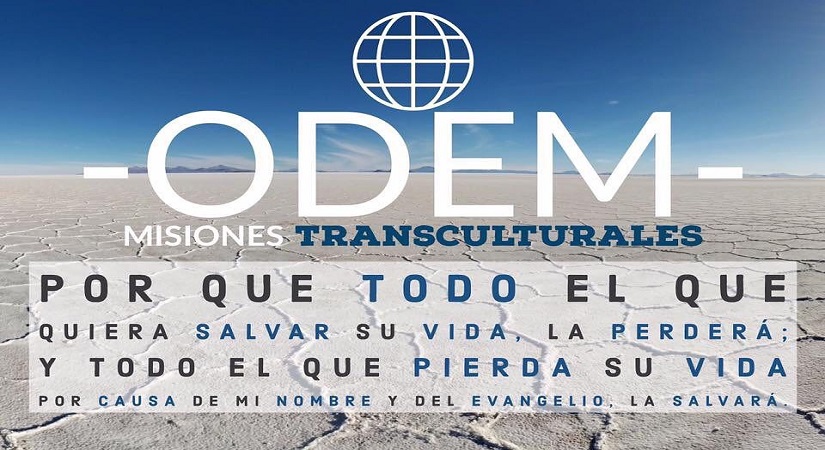 -ODEM-
MISIONES TRANSCULTURALES
POR QUE TODO EL QUE
QUIERA SALVAR SU VIDA, LA PERDERÁ;
Y TODO EL QUE PIERDA SU VIDA
POR CAUSA DE MI NOMBRE Y DEL EVANGELIO, LA SALVARÁ.